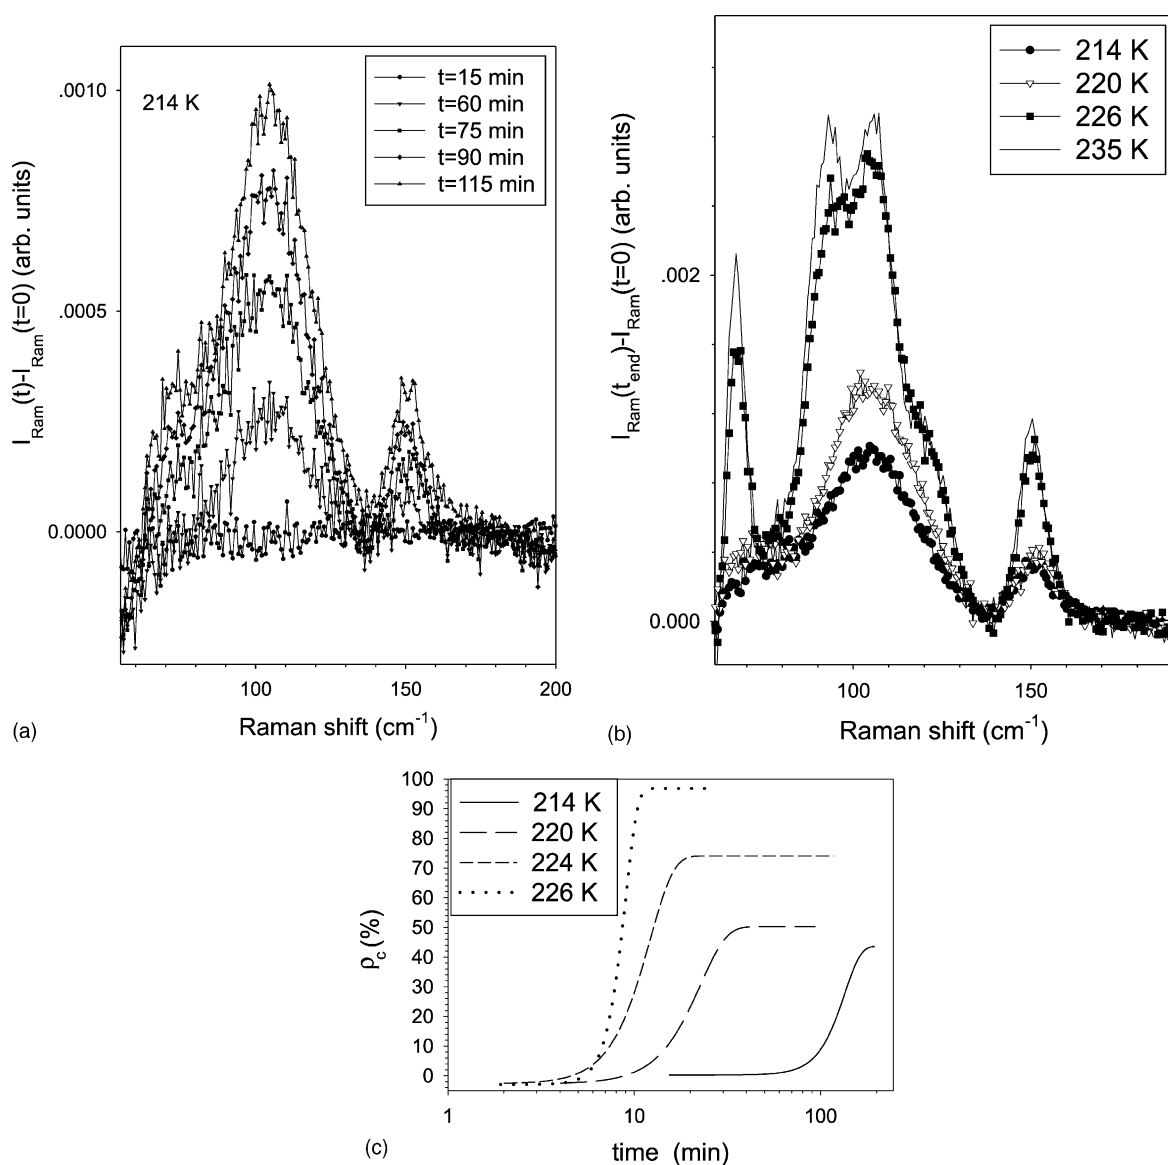 214 K
t=15 min
t=60 min
t=75 min
t=90 min
t=115 min
.0010
.0005
0.0000
100
150
200
I_Ram(t)-I_Ram(t=0) (arb. units)
Raman shift (cm⁻¹)
(a)
214 K
220 K
226 K
235 K
0.002
0.000
100
150
I_Ram(t_end)-I_Ram(t=0) (arb. units)
Raman shift (cm⁻¹)
(b)
214 K
220 K
224 K
226 K
100
90
80
70
60
50
40
30
20
10
0
1
10
100
ρ_c(%)
time (min)
(c)